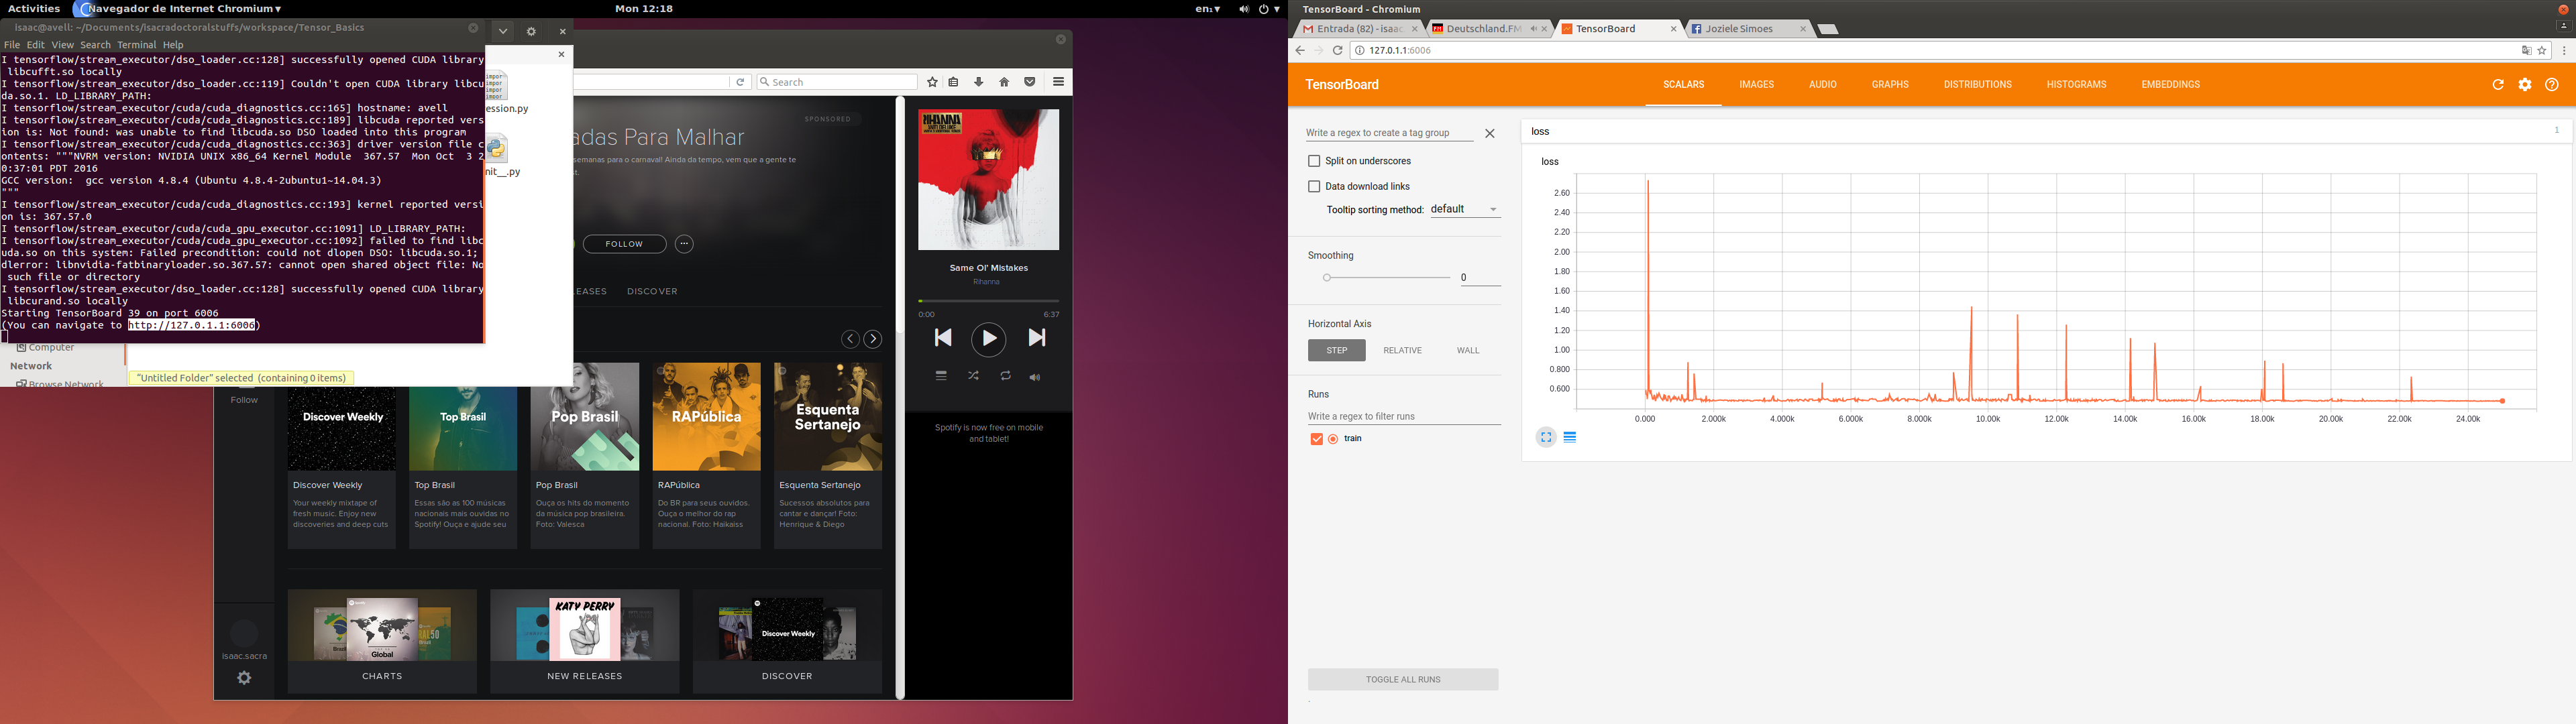 Activities
Navegador de Internet Chromium ▾
Mon 12:18
en₁▾
isaac@avell: ~/Documents/isacradoctoralstuffs/workspace/Tensor_Basics
File Edit View Search Terminal Help
I tensorflow/stream_executor/dso_loader.cc:128] successfully opened CUDA library
libcufft.so locally
I tensorflow/stream_executor/dso_loader.cc:119] Couldn't open CUDA library libcu
da.so.1. LD_LIBRARY_PATH:
I tensorflow/stream_executor/cuda/cuda_diagnostics.cc:165] hostname: avell
I tensorflow/stream_executor/cuda/cuda_diagnostics.cc:189] libcuda reported vers
ion is: Not found: was unable to find libcuda.so DSO loaded into this program
I tensorflow/stream_executor/cuda/cuda_diagnostics.cc:363] driver version file c
ontents: """NVRM version: NVIDIA UNIX x86_64 Kernel Module  367.57  Mon Oct  3 2
0:37:01 PDT 2016
GCC version:  gcc version 4.8.4 (Ubuntu 4.8.4-2ubuntu1~14.04.3)
"""
I tensorflow/stream_executor/cuda/cuda_diagnostics.cc:193] kernel reported versi
on is: 367.57.0
I tensorflow/stream_executor/cuda/cuda_gpu_executor.cc:1091] LD_LIBRARY_PATH:
I tensorflow/stream_executor/cuda/cuda_gpu_executor.cc:1092] failed to find libc
uda.so on this system: Failed precondition: could not dlopen DSO: libcuda.so.1;
dlerror: libnvidia-fatbinaryloader.so.367.57: cannot open shared object file: No
such file or directory
I tensorflow/stream_executor/dso_loader.cc:128] successfully opened CUDA library
libcurand.so locally
Starting TensorBoard 39 on port 6006
(You can navigate to http://127.0.1.1:6006)
ession.py
nit__.py
Computer
Network
Browse Network
"Untitled Folder" selected (containing 0 items)
Search
SPONSORED
adas Para Malhar
semanas para o carnaval! Ainda da tempo, vem que a gente te
st.
FOLLOW
EASES
DISCOVER
Same Ol' Mistakes
Rihanna
0:00
6:37
Spotify is now free on mobile
and tablet!
Follow
isaac.sacra
Discover Weekly
Top Brasil
Pop Brasil
RAPública
Esquenta
Sertanejo
Discover Weekly
Your weekly mixtape of
fresh music. Enjoy new
discoveries and deep cuts
Top Brasil
Essas são as 100 músicas
nacionais mais ouvidas no
Spotify! Ouça e ajude seu
Pop Brasil
Ouça os hits do momento
da música pop brasileira.
Foto: Valesca
RAPública
Do BR para seus ouvidos.
Ouça o melhor do rap
nacional. Foto: Haikaiss
Esquenta Sertanejo
Sucessos absolutos para
cantar e dançar! Foto:
Henrique & Diego
Global
CHARTS
KATY PERRY
NEW RELEASES
Discover Weekly
DISCOVER
TensorBoard - Chromium
Entrada (82) - isaac
Deutschland.FM
TensorBoard
Joziele Simoes
127.0.1.1:6006
TensorBoard
SCALARS
IMAGES
AUDIO
GRAPHS
DISTRIBUTIONS
HISTOGRAMS
EMBEDDINGS
Write a regex to create a tag group
Split on underscores
Data download links
Tooltip sorting method: default
Smoothing
0
Horizontal Axis
STEP
RELATIVE
WALL
Runs
Write a regex to filter runs
train
TOGGLE ALL RUNS
loss
1
loss
2.60
2.40
2.20
2.00
1.80
1.60
1.40
1.20
1.00
0.800
0.600
0.000
2.000k
4.000k
6.000k
8.000k
10.00k
12.00k
14.00k
16.00k
18.00k
20.00k
22.00k
24.00k